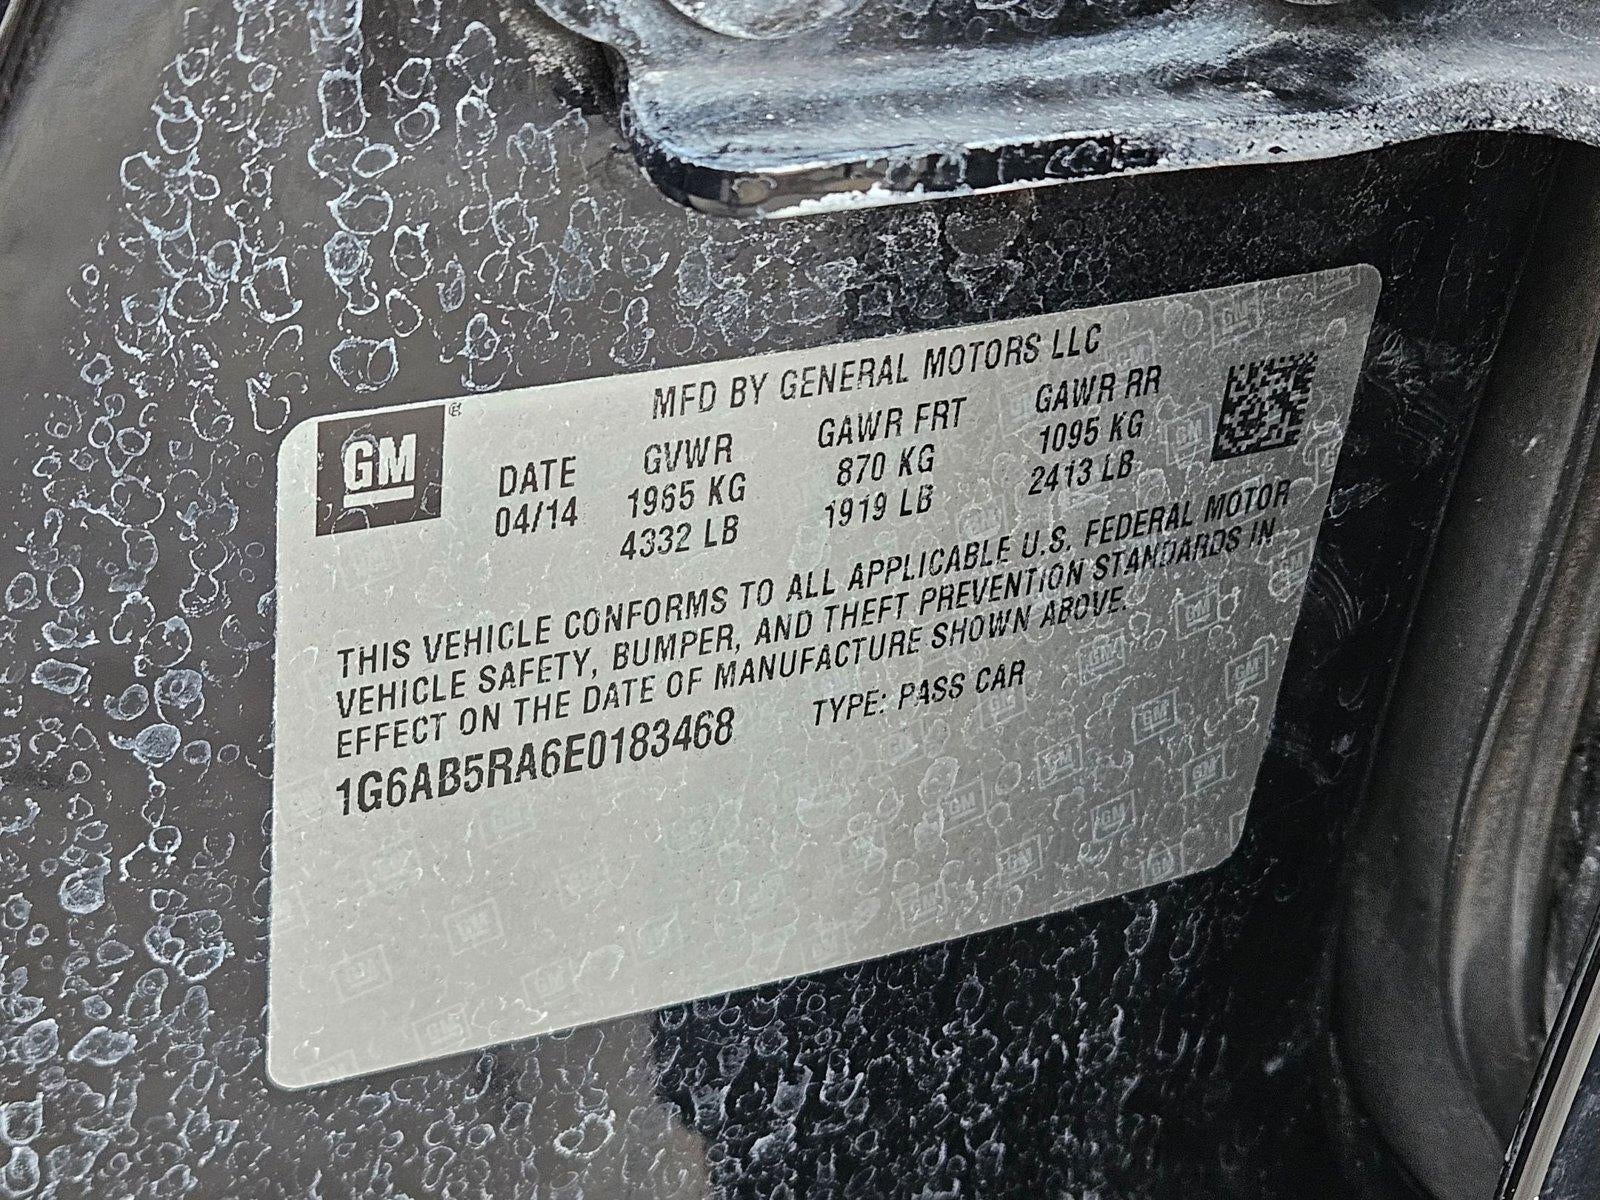 MFD BY GENERAL MOTORS LLC
GM ®
DATE GVWR GAWR FRT GAWR RR
04/14 1965 KG 870 KG 1095 KG
4332 LB 1919 LB 2413 LB
THIS VEHICLE CONFORMS TO ALL APPLICABLE U.S. FEDERAL MOTOR
VEHICLE SAFETY, BUMPER, AND THEFT PREVENTION STANDARDS IN
EFFECT ON THE DATE OF MANUFACTURE SHOWN ABOVE.
1G6AB5RA6E0183468 TYPE: PASS CAR